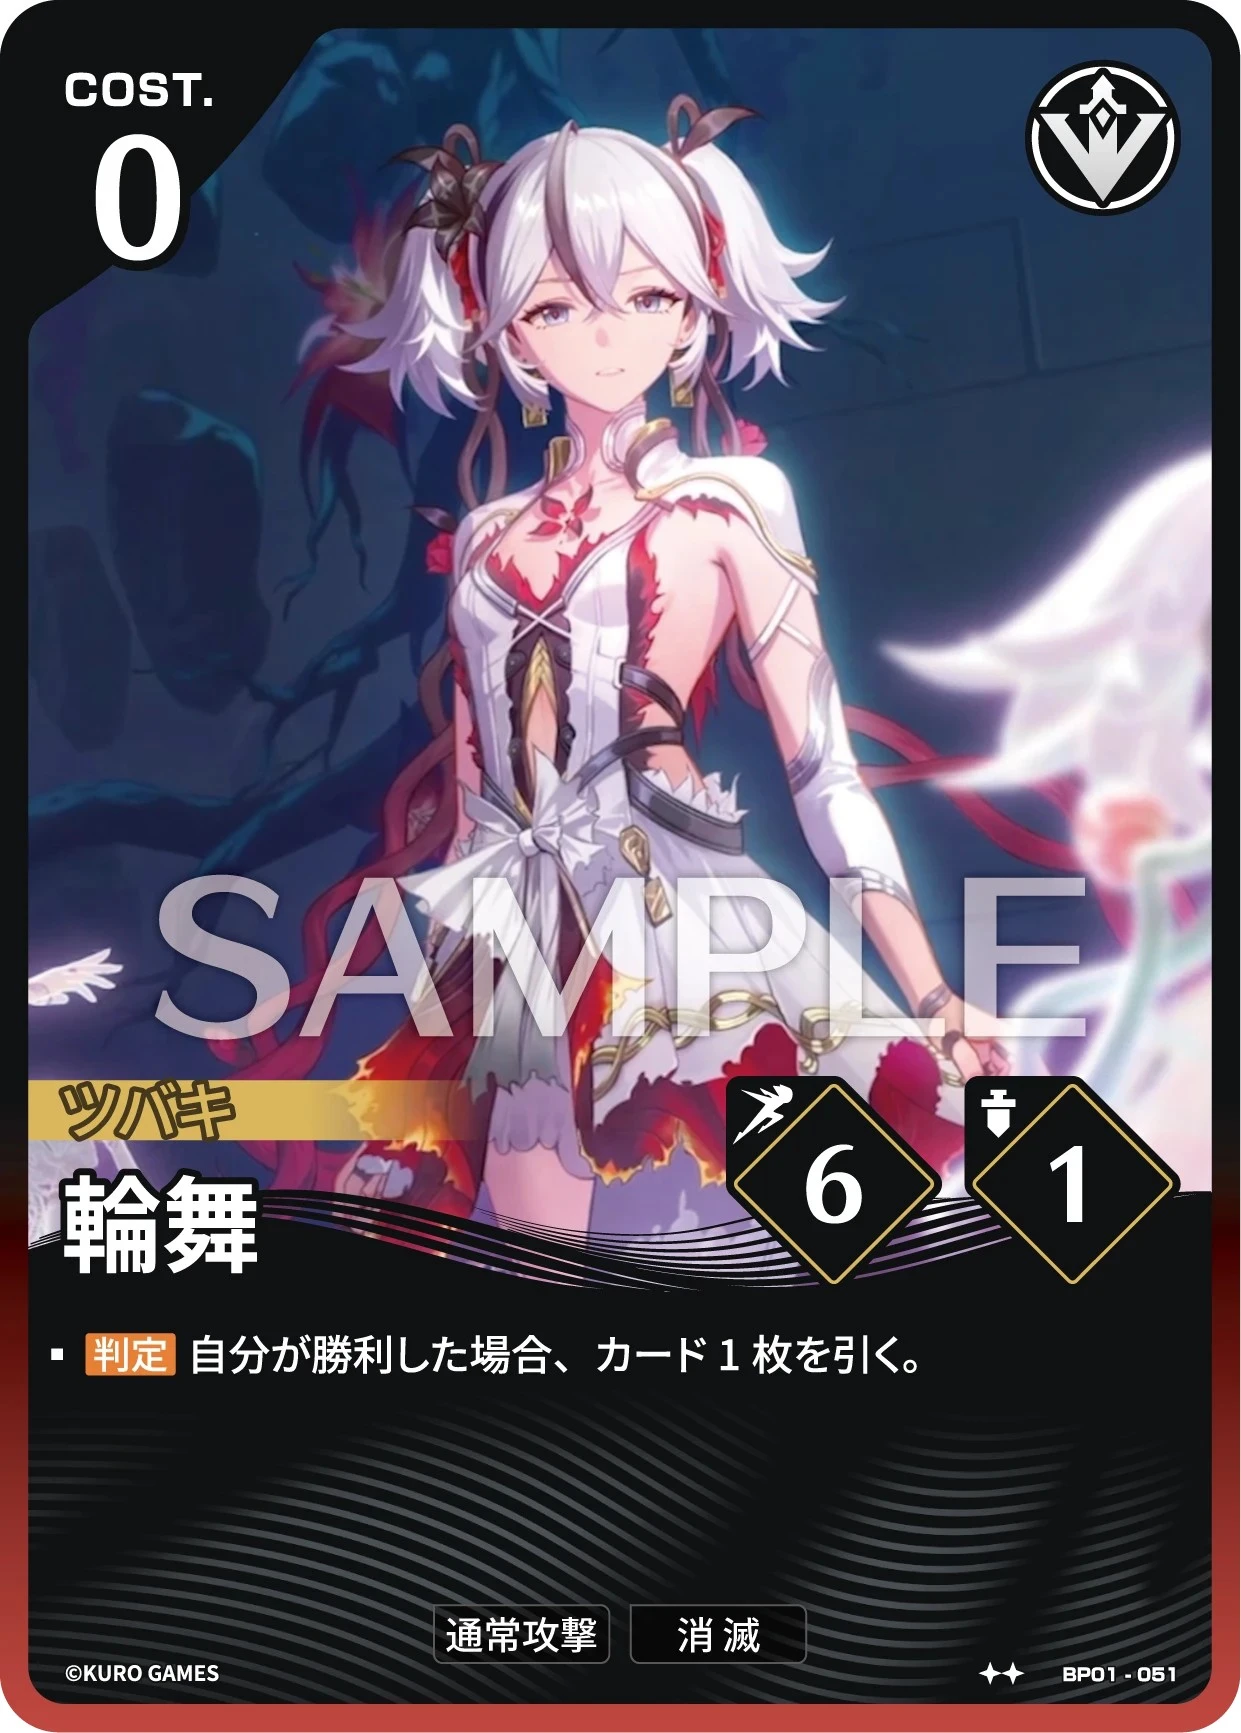 COST.
0
SAMPLE
ツバキ
6
1
輪舞
▪ 判定 自分が勝利した場合、カード1枚を引く。
通常攻撃 消滅
©KURO GAMES
BP01 - 051